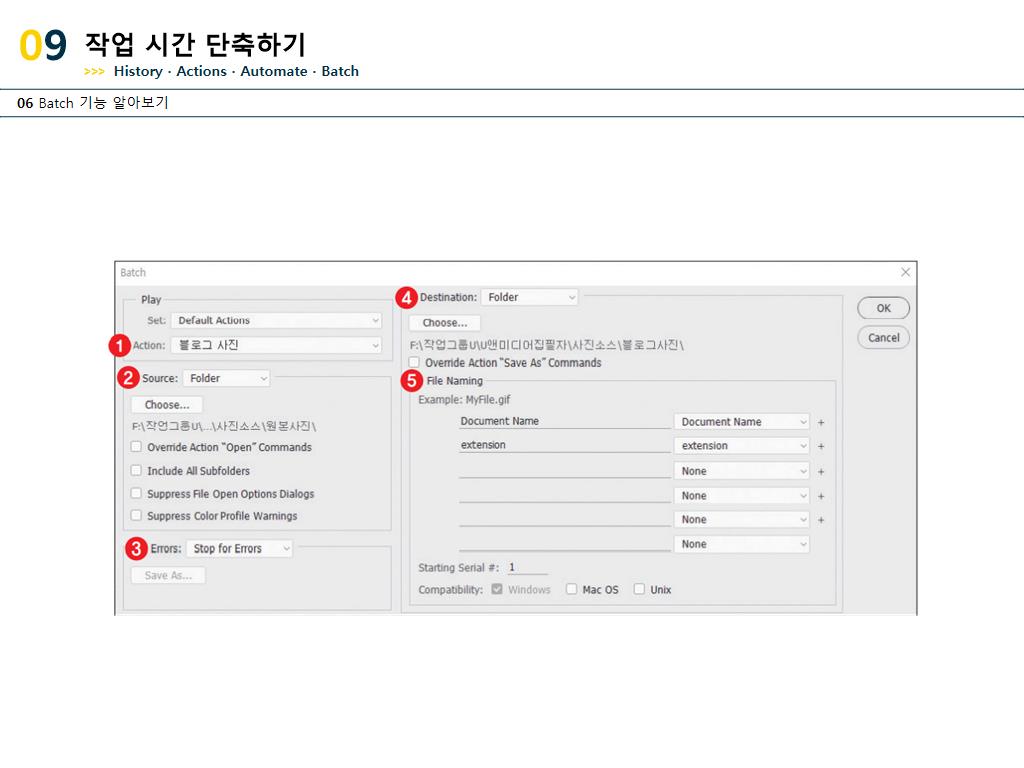 09 작업 시간 단축하기
>>> History · Actions · Automate · Batch
06 Batch 기능 알아보기
Batch
Play
Set: Default Actions
1 Action: 블로그 사진
2 Source: Folder
Choose...
F:\작업그룹U\...\사진소스\원본사진\
Override Action "Open" Commands
Include All Subfolders
Suppress File Open Options Dialogs
Suppress Color Profile Warnings
3 Errors: Stop for Errors
Save As...
4 Destination: Folder
Choose...
F:\작업그룹U\U앤미디어집필자\사진소스\블로그사진\
Override Action "Save As" Commands
5 File Naming
Example: MyFile.gif
Document Name Document Name +
extension extension +
None +
None +
None +
None
Starting Serial #: 1
Compatibility: Windows Mac OS Unix
OK
Cancel